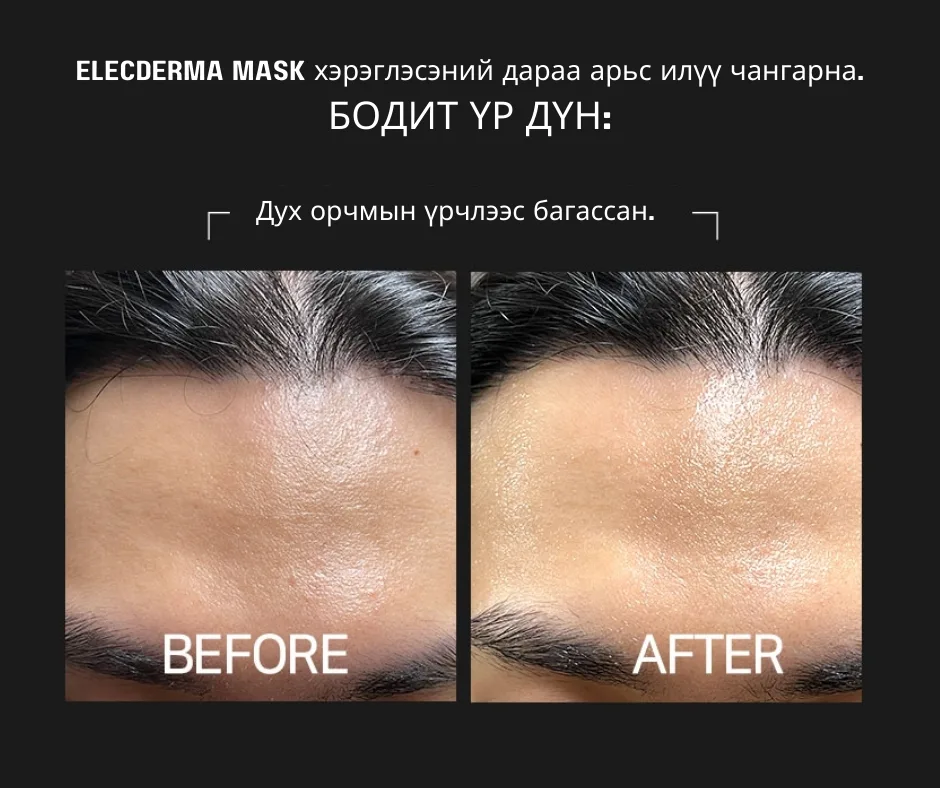 ELECDERMA MASK хэрэглэсэний дараа арьс илүү чангарна.
БОДИТ ҮР ДҮН:
Дух орчмын үрчлээс багассан.
BEFORE
AFTER